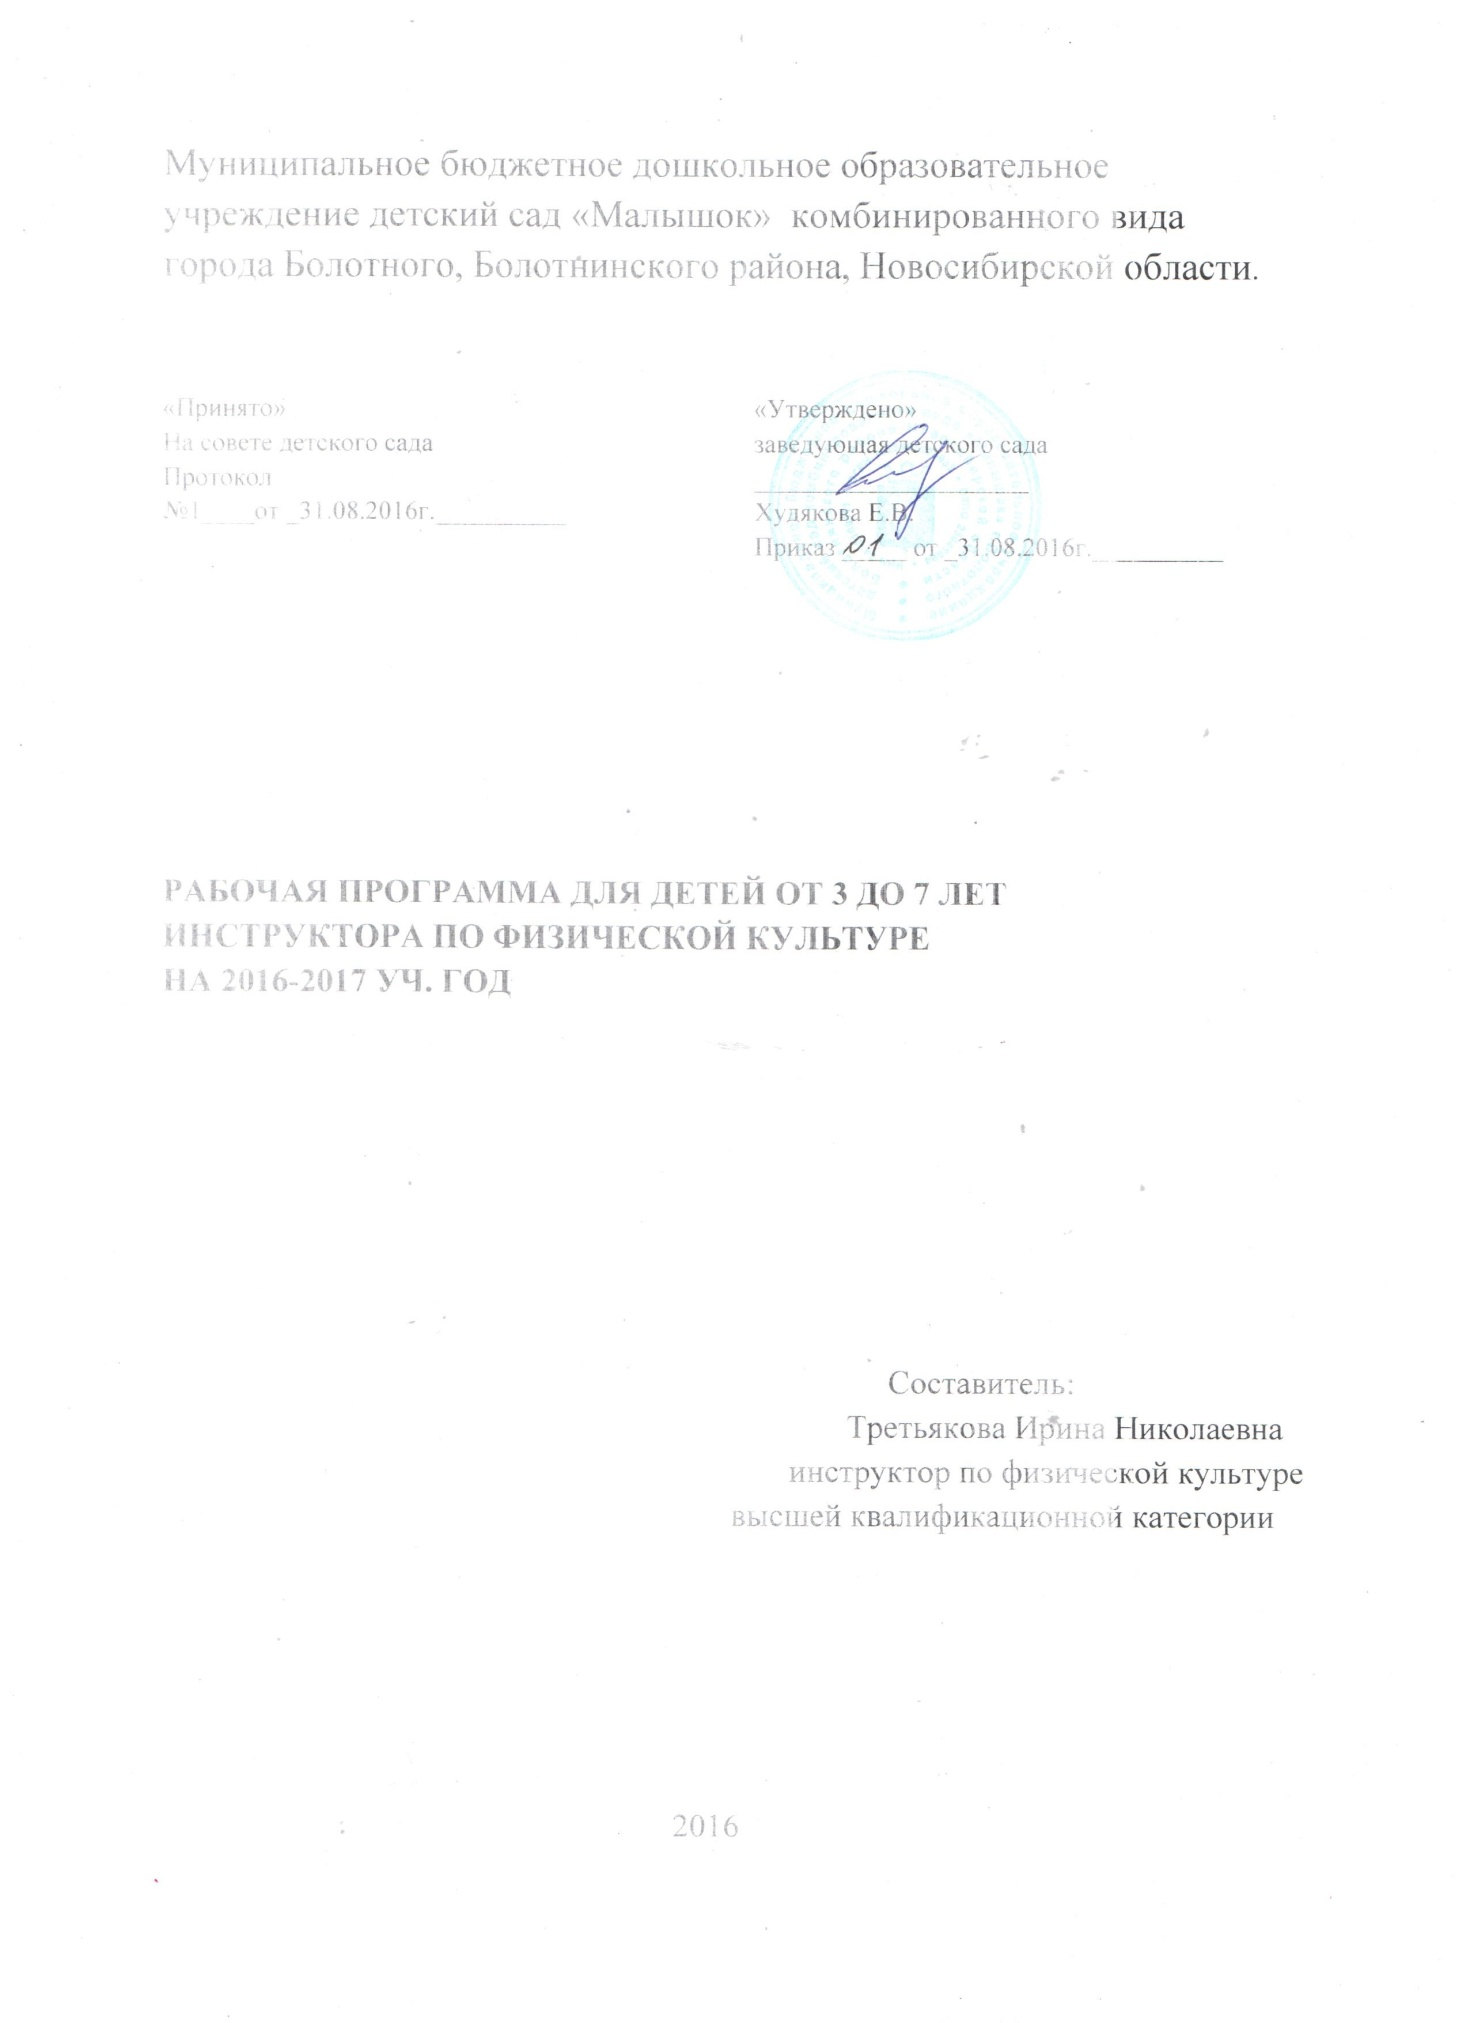 Муниципальное бюджетное дошкольное образовательное
учреждение детский сад «Малышок» комбинированного вида
города Болотного, Болотнинского района, Новосибирской области.
«Принято»
На совете детского сада
Протокол
№1____от _31.08.2016г.__________
«Утверждено»
заведующая детского сада
_____________________
Худякова Е.В.
Приказ 01 от _31.08.2016г._ ________
РАБОЧАЯ ПРОГРАММА ДЛЯ ДЕТЕЙ ОТ 3 ДО 7 ЛЕТ
ИНСТРУКТОРА ПО ФИЗИЧЕСКОЙ КУЛЬТУРЕ
НА 2016-2017 УЧ. ГОД
Составитель:
Третьякова Ирина Николаевна
инструктор по физической культуре
высшей квалификационной категории
2016